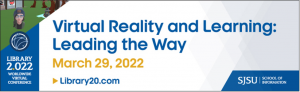 Virtual Reality and Learning:
Leading the Way
March 29, 2022
Library20.com
LIBRARY
2.022
WORLDWIDE
VIRTUAL
CONFERENCE
SJSU | SCHOOL OF
INFORMATION